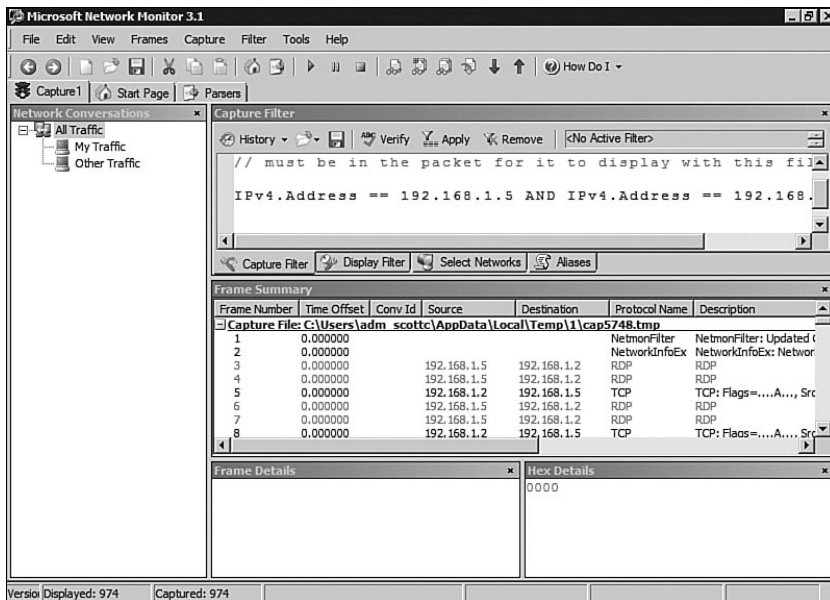 Microsoft Network Monitor 3.1
File Edit View Frames Capture Filter Tools Help
How Do I
Capture1 Start Page Parsers
Network Conversations
All Traffic
My Traffic
Other Traffic
Capture Filter
History Verify Apply Remove <No Active Filter>
// must be in the packet for it to display with this fil
IPv4.Address == 192.168.1.5 AND IPv4.Address == 192.168.
Capture Filter Display Filter Select Networks Aliases
Frame Summary
Frame Number Time Offset Conv Id Source Destination Protocol Name Description
Capture File: C:\Users\adm_scottc\AppData\Local\Temp\1\cap5748.tmp
1 0.000000 NetmonFilter NetmonFilter: Updated
2 0.000000 NetworkInfoEx NetworkInfoEx: Networ
3 0.000000 192.168.1.5 192.168.1.2 RDP RDP
4 0.000000 192.168.1.5 192.168.1.2 RDP RDP
5 0.000000 192.168.1.2 192.168.1.5 TCP TCP: Flags=....A..., Src
6 0.000000 192.168.1.5 192.168.1.2 RDP RDP
7 0.000000 192.168.1.5 192.168.1.2 RDP RDP
8 0.000000 192.168.1.2 192.168.1.5 TCP TCP: Flags=....A..., Src
Frame Details
Hex Details
0000
Versio Displayed: 974 Captured: 974